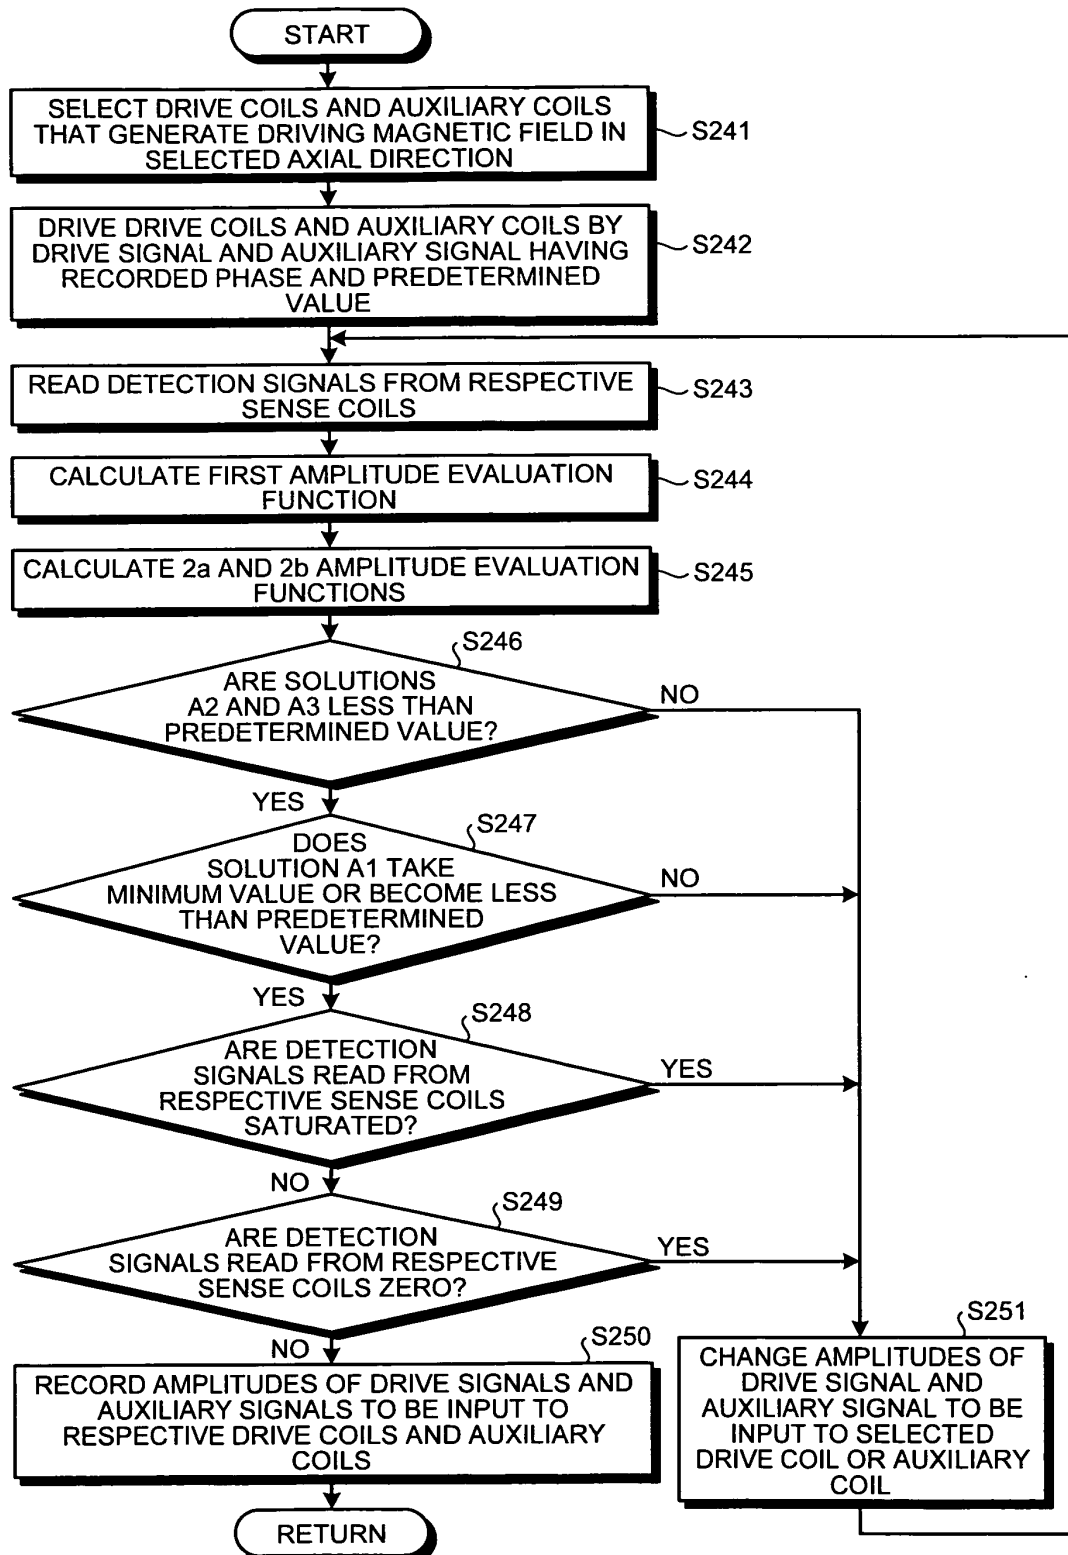 START
SELECT DRIVE COILS AND AUXILIARY COILS
THAT GENERATE DRIVING MAGNETIC FIELD IN
SELECTED AXIAL DIRECTION
S241
DRIVE DRIVE COILS AND AUXILIARY COILS BY
DRIVE SIGNAL AND AUXILIARY SIGNAL HAVING
RECORDED PHASE AND PREDETERMINED
VALUE
S242
READ DETECTION SIGNALS FROM RESPECTIVE
SENSE COILS
S243
CALCULATE FIRST AMPLITUDE EVALUATION
FUNCTION
S244
CALCULATE 2a AND 2b AMPLITUDE EVALUATION
FUNCTIONS
S245
S246
ARE SOLUTIONS
A2 AND A3 LESS THAN
PREDETERMINED VALUE?
NO
YES
S247
DOES
SOLUTION A1 TAKE
MINIMUM VALUE OR BECOME LESS
THAN PREDETERMINED
VALUE?
NO
YES
S248
ARE DETECTION
SIGNALS READ FROM
RESPECTIVE SENSE COILS
SATURATED?
YES
NO
S249
ARE DETECTION
SIGNALS READ FROM RESPECTIVE
SENSE COILS ZERO?
YES
NO
S250
RECORD AMPLITUDES OF DRIVE SIGNALS AND
AUXILIARY SIGNALS TO BE INPUT TO
RESPECTIVE DRIVE COILS AND AUXILIARY
COILS
S251
CHANGE AMPLITUDES OF
DRIVE SIGNAL AND
AUXILIARY SIGNAL TO BE
INPUT TO SELECTED
DRIVE COIL OR AUXILIARY
COIL
RETURN